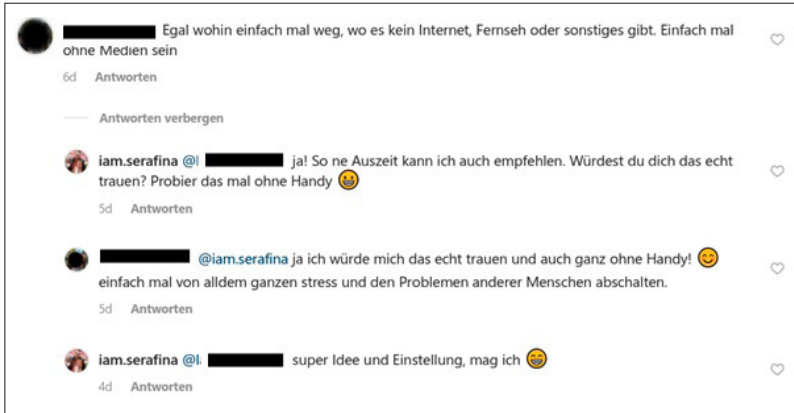 Egal wohin einfach mal weg, wo es kein Internet, Fernseh oder sonstiges gibt. Einfach mal
ohne Medien sein
6d Antworten
Antworten verbergen
iam.serafina @l ja! So ne Auszeit kann ich auch empfehlen. Würdest du dich das echt
trauen? Probier das mal ohne Handy 😀
5d Antworten
@iam.serafina ja ich würde mich das echt trauen und auch ganz ohne Handy! 😊
einfach mal von alldem ganzen stress und den Problemen anderer Menschen abschalten.
5d Antworten
iam.serafina @l super Idee und Einstellung, mag ich 😁
4d Antworten